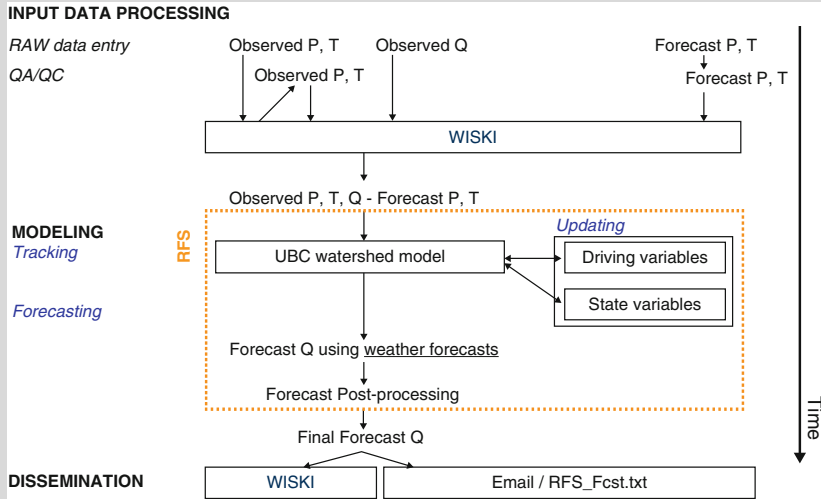 INPUT DATA PROCESSING
RAW data entry
Observed P, T
Observed Q
Forecast P, T
QA/QC
Observed P, T
Forecast P, T
WISKI
Observed P, T, Q - Forecast P, T
MODELING
Tracking
Forecasting
RFS
Updating
UBC watershed model
Driving variables
State variables
Forecast Q using weather forecasts
Forecast Post-processing
Final Forecast Q
Time
DISSEMINATION
WISKI
Email / RFS_Fcst.txt